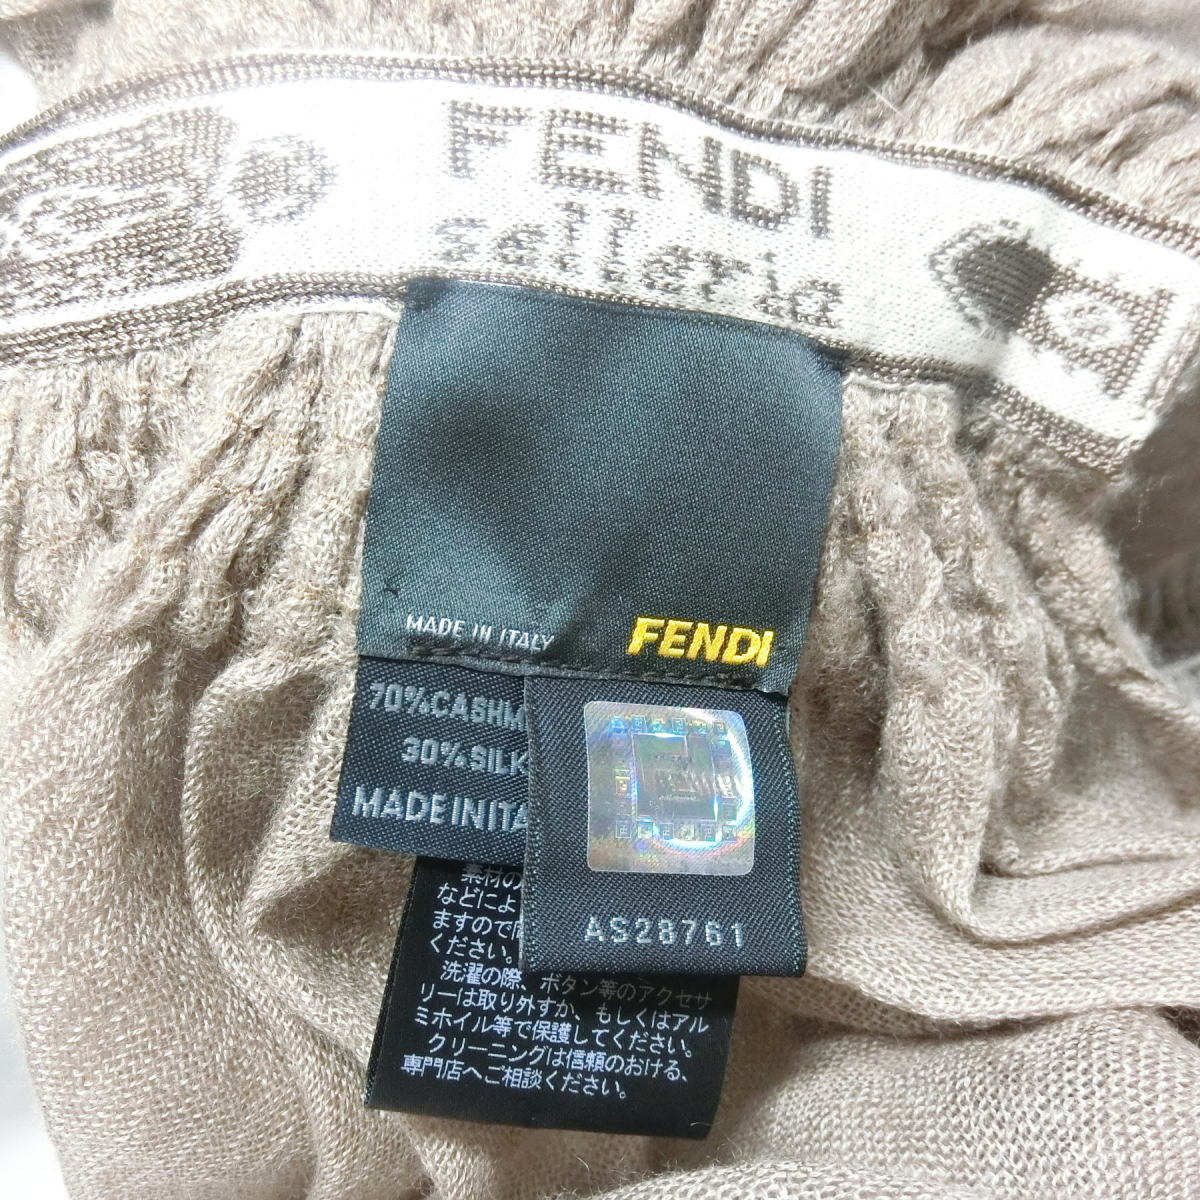 FENDI
selleria
MADE IN ITALY
FENDI
70%CASHM
30%SILK
MADE IN ITA
AS28761
素材の
などによ
ますので
ください。
洗濯の際、ボタン等のアクセサ
リーは取り外すか、もしくはアル
ミホイル等で保護してください。
クリーニングは信頼のおける、
専門店へご相談ください。